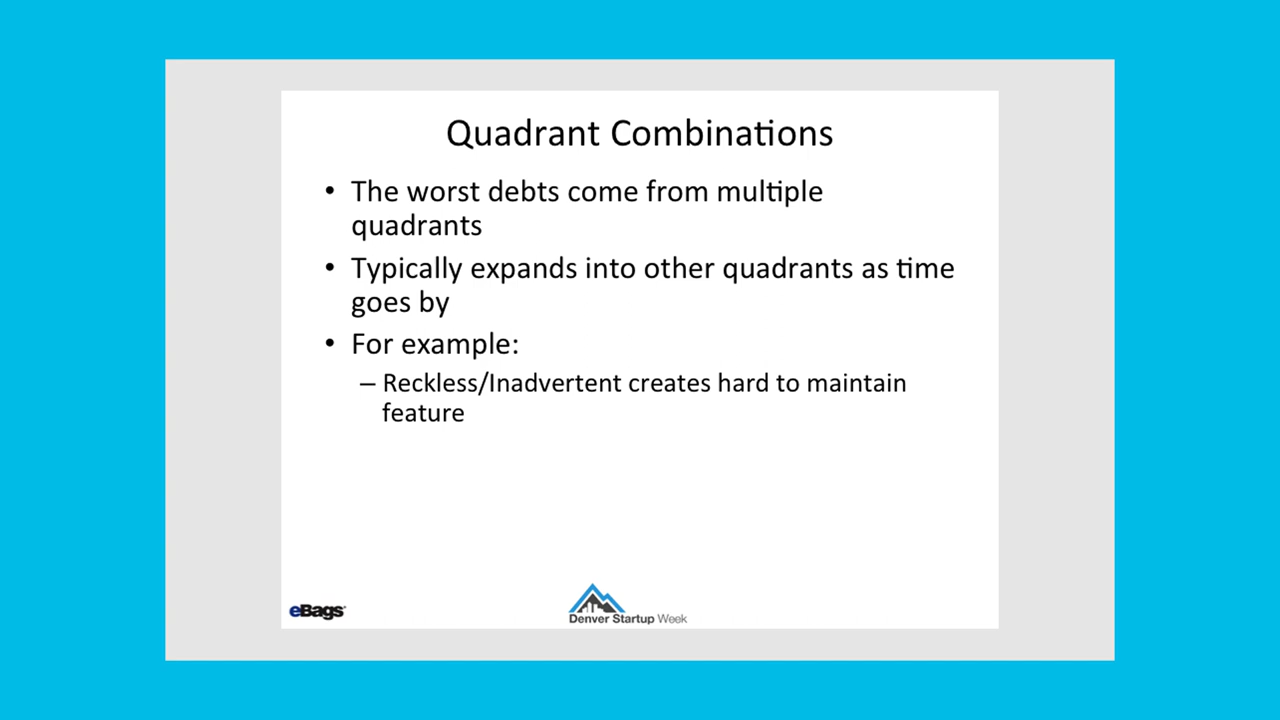 Quadrant Combinations
• The worst debts come from multiple
quadrants
• Typically expands into other quadrants as time
goes by
• For example:
– Reckless/Inadvertent creates hard to maintain
feature
eBags
Denver Startup Week